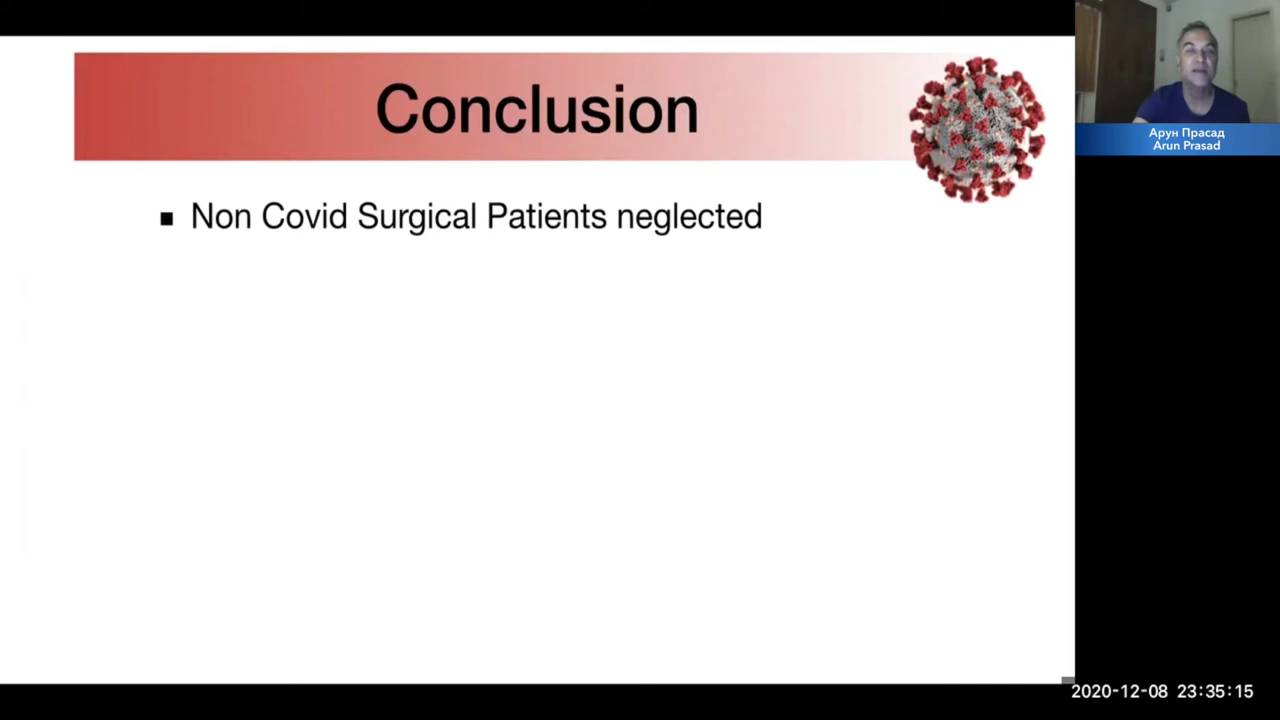 Conclusion
▪ Non Covid Surgical Patients neglected
Арун Прасад
Arun Prasad
2020-12-08 23:35:15